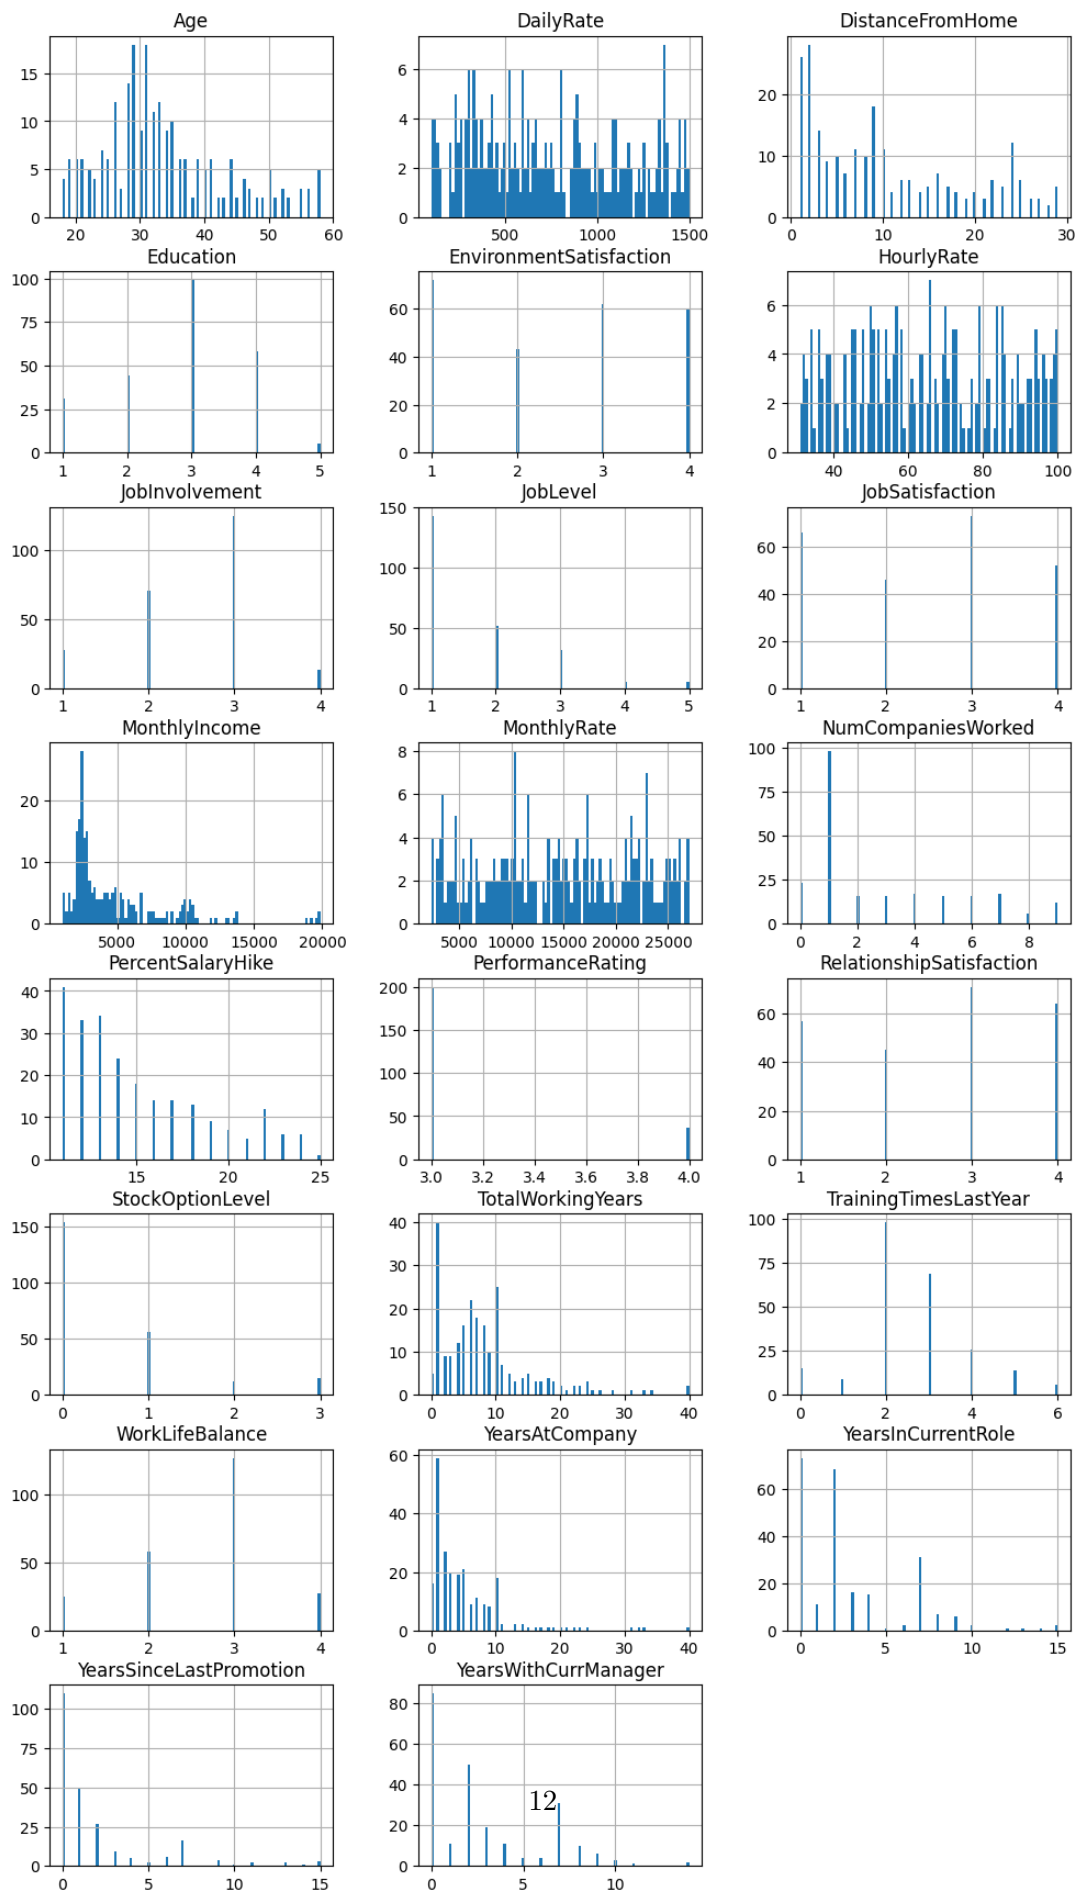 Age DailyRate DistanceFromHome
15 10 5 0
20 30 40 50 60
6 4 2 0
500 1000 1500
20 10 0
0 10 20 30
Education EnvironmentSatisfaction HourlyRate
100 75 50 25 0
1 2 3 4 5
60 40 20 0
1 2 3 4
6 4 2 0
40 60 80 100
JobInvolvement JobLevel JobSatisfaction
100 50 0
1 2 3 4
150 100 50 0
1 2 3 4 5
60 40 20 0
1 2 3 4
MonthlyIncome MonthlyRate NumCompaniesWorked
20 10 0
5000 10000 15000 20000
8 6 4 2 0
5000 10000 15000 20000 25000
100 75 50 25 0
0 2 4 6 8
PercentSalaryHike PerformanceRating RelationshipSatisfaction
40 30 20 10 0
15 20 25
200 150 100 50 0
3.0 3.2 3.4 3.6 3.8 4.0
60 40 20 0
1 2 3 4
StockOptionLevel TotalWorkingYears TrainingTimesLastYear
150 100 50 0
0 1 2 3
40 30 20 10 0
0 10 20 30 40
100 75 50 25 0
0 2 4 6
WorkLifeBalance YearsAtCompany YearsInCurrentRole
100 50 0
1 2 3 4
60 40 20 0
0 10 20 30 40
60 40 20 0
0 5 10 15
YearsSinceLastPromotion YearsWithCurrManager
100 75 50 25 0
0 5 10 15
80 60 40 20 0
0 5 10
12